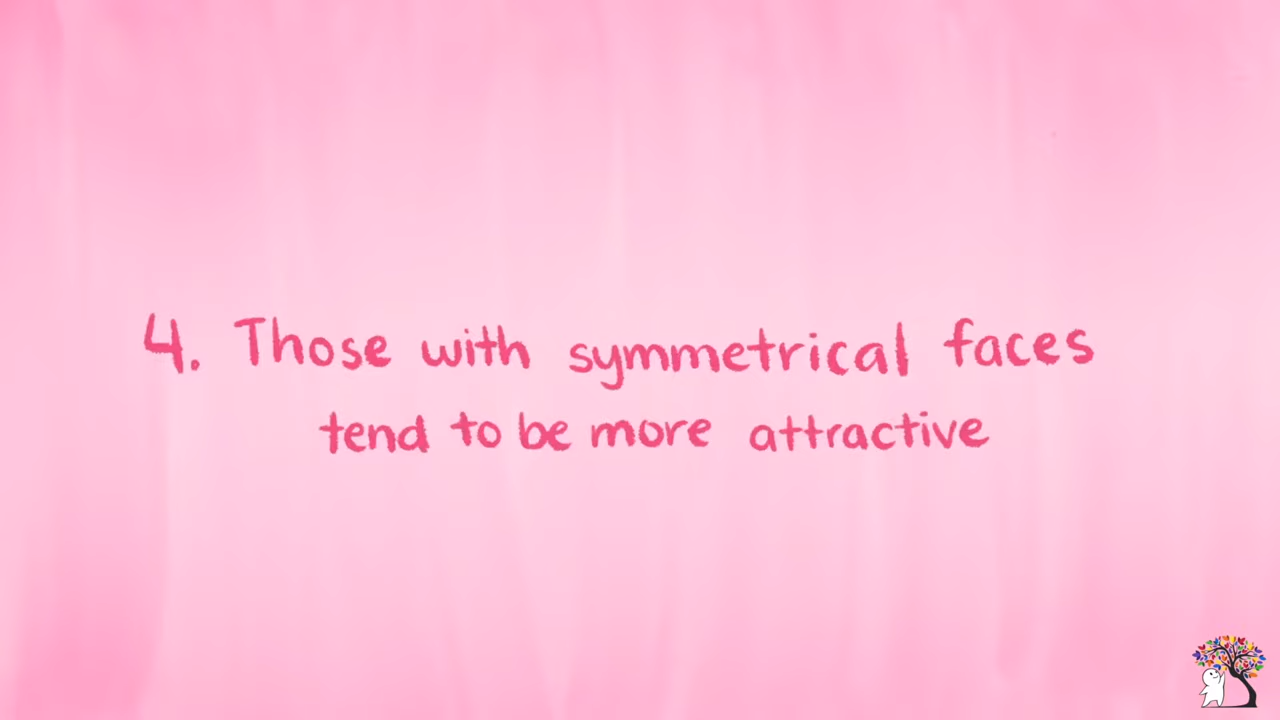 4. Those with symmetrical faces
tend to be more attractive